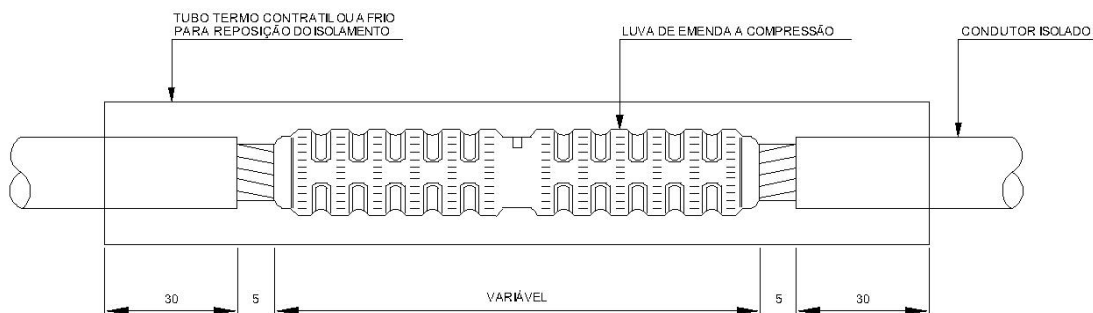 TUBO TERMO CONTRATIL OU A FRIO
PARA REPOSIÇÃO DO ISOLAMENTO
LUVA DE EMENDA A COMPRESSÃO
CONDUTOR ISOLADO
30
5
VARIÁVEL
5
30